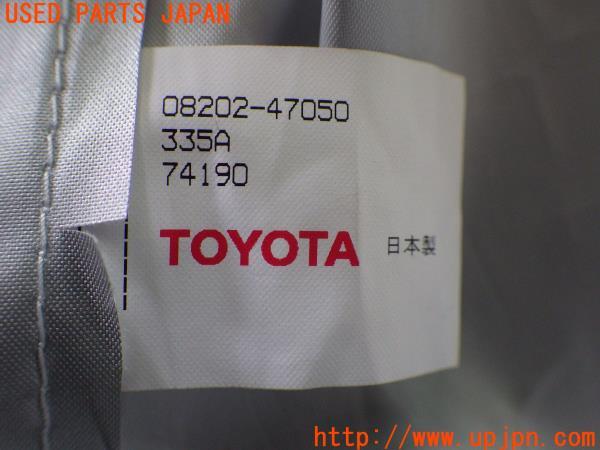 USED PARTS JAPAN
08202-47050
335A
74190
TOYOTA 日本製
http://www.upjpn.com/